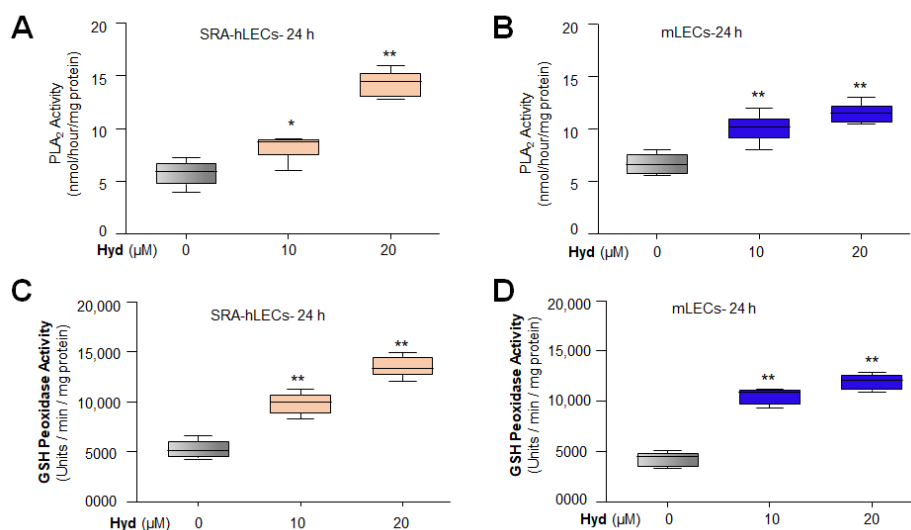 A
SRA-hLECs- 24 h
PLA₂ Activity
(nmol/hour/mg protein)
20
15
10
5
0
*
**
Hyd (µM) 0 10 20
B
mLECs-24 h
PLA₂ Activity
(nmol/hour/mg protein)
20
15
10
5
0
**
**
Hyd (µM) 0 10 20
C
SRA-hLECs- 24 h
GSH Peoxidase Activity
(Units / min / mg protein)
20,000
15,000
10,000
5000
0000
**
**
Hyd (µM) 0 10 20
D
mLECs- 24 h
GSH Peoxidase Activity
(Units / min / mg protein)
20,000
15,000
10,000
5000
0000
**
**
Hyd (µM) 0 10 20